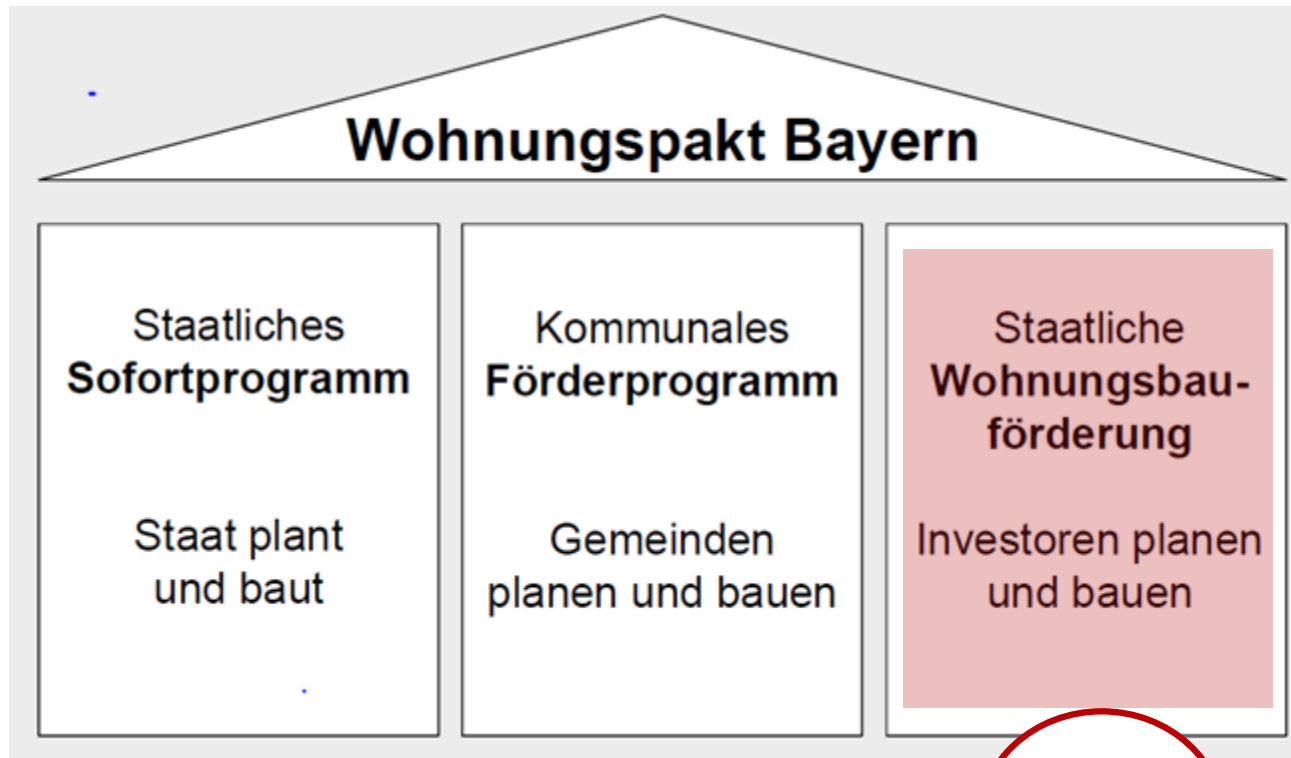 Wohnungspakt Bayern
Staatliches
Sofortprogramm
Staat plant
und baut
Kommunales
Förderprogramm
Gemeinden
planen und bauen
Staatliche
Wohnungsbau-
förderung
Investoren planen
und bauen